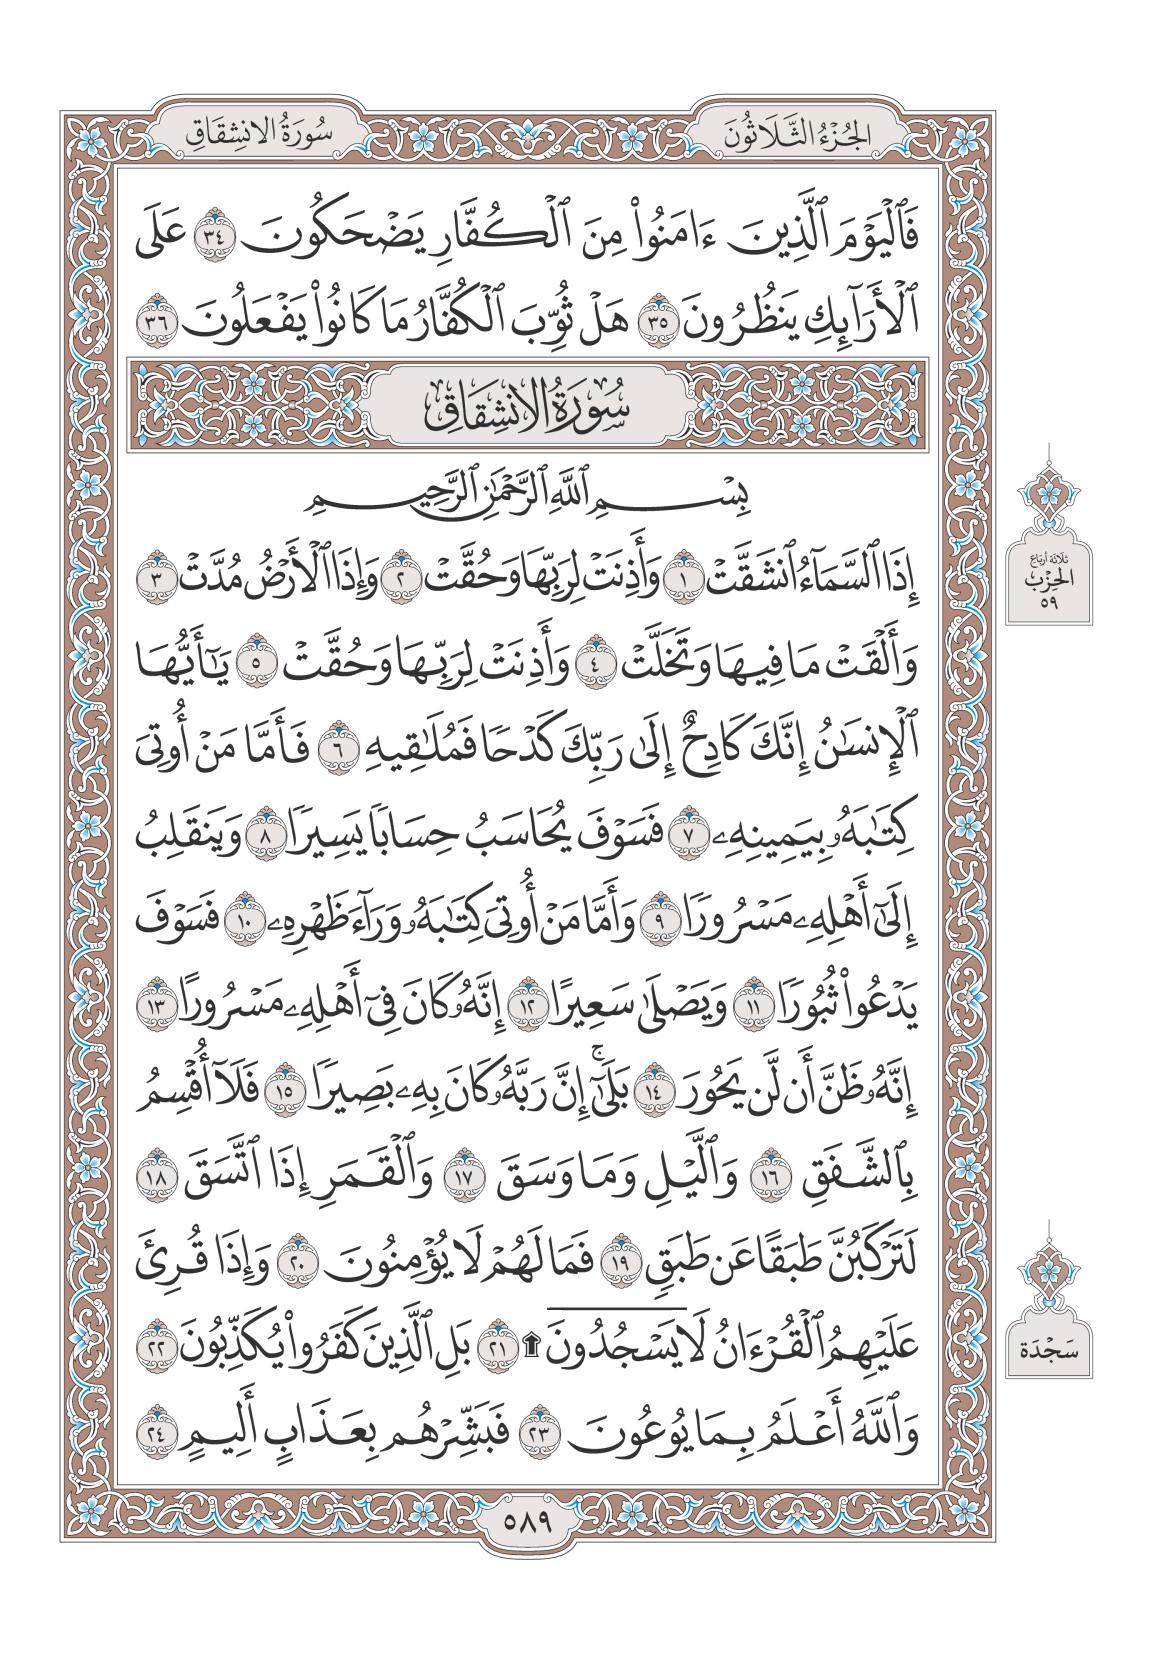 الجُزْءُ الثَّلَاثُونَ
سُورَةُ الانشِقَاقِ
فَٱلۡيَوۡمَ ٱلَّذِينَ ءَامَنُواْ مِنَ ٱلۡكُفَّارِ يَضۡحَكُونَ ٣٤ عَلَى
ٱلۡأَرَآئِكِ يَنظُرُونَ ٣٥ هَلۡ ثُوِّبَ ٱلۡكُفَّارُ مَا كَانُواْ يَفۡعَلُونَ ٣٦
سُورَةُ الانشِقَاقِ
بِسۡمِ ٱللَّهِ ٱلرَّحۡمَٰنِ ٱلرَّحِيمِ
إِذَا ٱلسَّمَآءُ ٱنشَقَّتۡ ١ وَأَذِنَتۡ لِرَبِّهَا وَحُقَّتۡ ٢ وَإِذَا ٱلۡأَرۡضُ مُدَّتۡ ٣
وَأَلۡقَتۡ مَا فِيهَا وَتَخَلَّتۡ ٤ وَأَذِنَتۡ لِرَبِّهَا وَحُقَّتۡ ٥ يَٰٓأَيُّهَا
ٱلۡإِنسَٰنُ إِنَّكَ كَادِحٌ إِلَىٰ رَبِّكَ كَدۡحٗا فَمُلَٰقِيهِ ٦ فَأَمَّا مَنۡ أُوتِيَ
كِتَٰبَهُۥ بِيَمِينِهِۦ ٧ فَسَوۡفَ يُحَاسَبُ حِسَابٗا يَسِيرٗا ٨ وَيَنقَلِبُ
إِلَىٰٓ أَهۡلِهِۦ مَسۡرُورٗا ٩ وَأَمَّا مَنۡ أُوتِيَ كِتَٰبَهُۥ وَرَآءَ ظَهۡرِهِۦ ١٠ فَسَوۡفَ
يَدۡعُواْ ثُبُورٗا ١١ وَيَصۡلَىٰ سَعِيرًا ١٢ إِنَّهُۥ كَانَ فِيٓ أَهۡلِهِۦ مَسۡرُورًا ١٣
إِنَّهُۥ ظَنَّ أَن لَّن يَحُورَ ١٤ بَلَىٰٓۚ إِنَّ رَبَّهُۥ كَانَ بِهِۦ بَصِيرٗا ١٥ فَلَآ أُقۡسِمُ
بِٱلشَّفَقِ ١٦ وَٱلَّيۡلِ وَمَا وَسَقَ ١٧ وَٱلۡقَمَرِ إِذَا ٱتَّسَقَ ١٨
لَتَرۡكَبُنَّ طَبَقًا عَن طَبَقٖ ١٩ فَمَا لَهُمۡ لَا يُؤۡمِنُونَ ٢٠ وَإِذَا قُرِئَ
عَلَيۡهِمُ ٱلۡقُرۡءَانُ لَا يَسۡجُدُونَ۩ ٢١ بَلِ ٱلَّذِينَ كَفَرُواْ يُكَذِّبُونَ ٢٢
وَٱللَّهُ أَعۡلَمُ بِمَا يُوعُونَ ٢٣ فَبَشِّرۡهُم بِعَذَابٍ أَلِيمٍ ٢٤
ثلاثة أرباع
الحِزْب
٥٩
سَجْدَة
٥٨٩